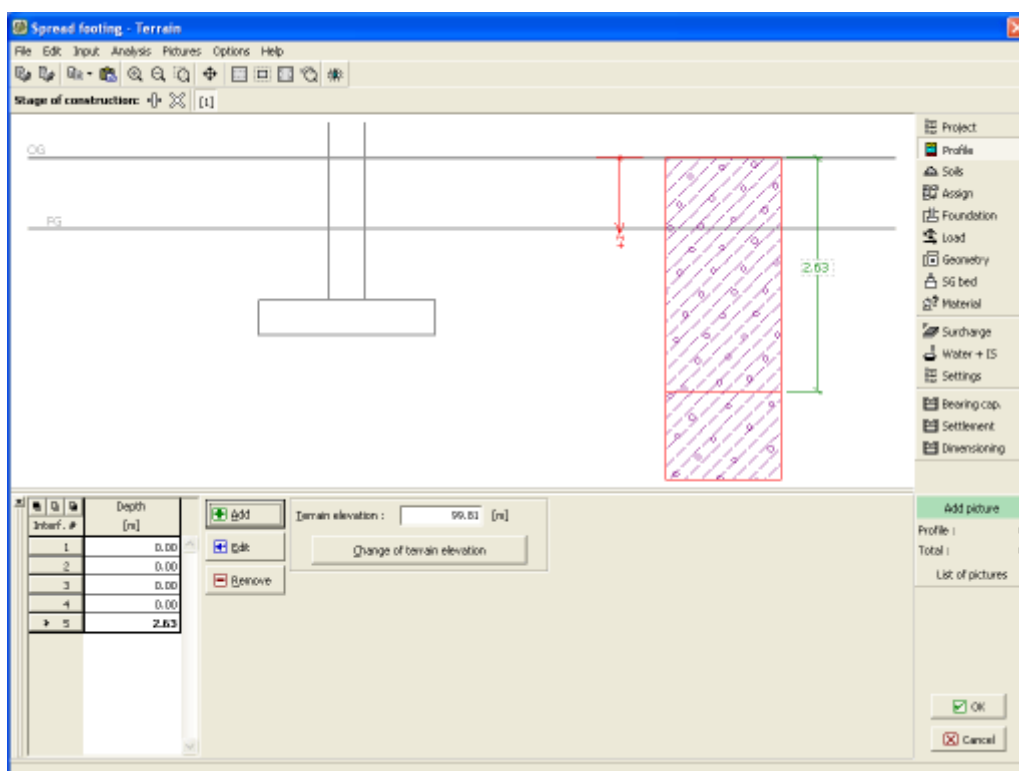 Spread footing - Terrain
File Edit Input Analysis Pictures Options Help
Stage of construction: [1]
OG
FG
+z
2.63
Project
Profile
Soils
Assign
Foundation
Load
Geometry
SG bed
Material
Surcharge
Water + IS
Settings
Bearing cap.
Settlement
Dimensioning
Interf. # Depth [m]
1 0.00
2 0.00
3 0.00
4 0.00
5 2.63
Add
Edit
Remove
Terrain elevation : 99.81 [m]
Change of terrain elevation
Add picture
Profile :
Total :
List of pictures
OK
Cancel